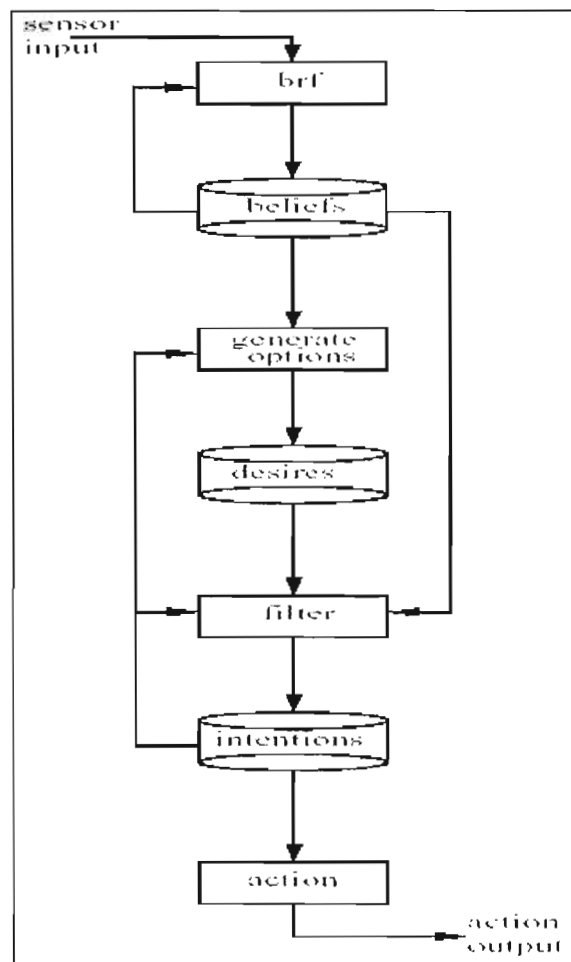 sensor
input
brf
beliefs
generate
options
desires
filter
intentions
action
action
output